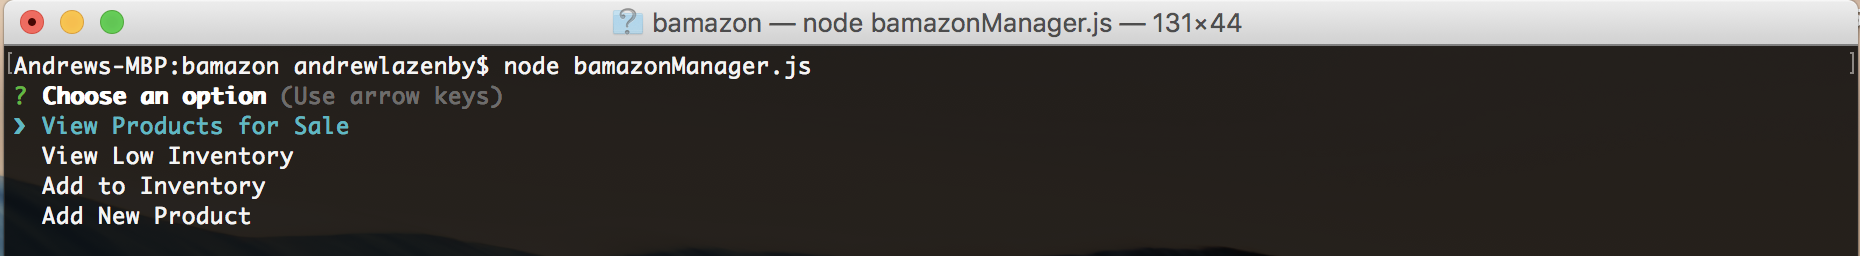 bamazon — node bamazonManager.js — 131×44
[Andrews-MBP:bamazon andrewlazenby$ node bamazonManager.js ]
? Choose an option (Use arrow keys)
❯ View Products for Sale
View Low Inventory
Add to Inventory
Add New Product